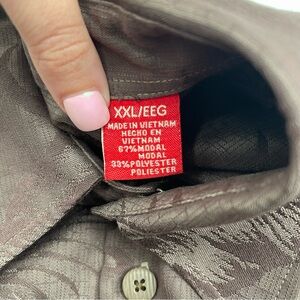 XXL/EEG
MADE IN VIETNAM
HECHO EN
VIETNAM
67%MODAL
MODAL
33%POLYESTER
POLIESTER